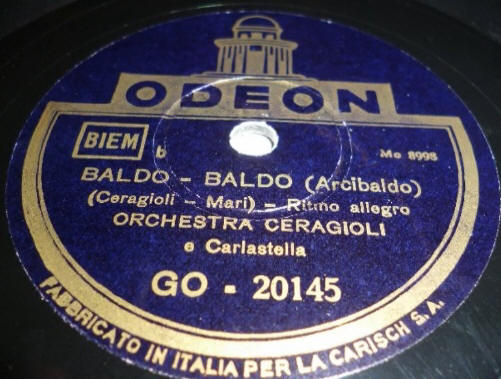 ODEON
BIEM b Mo 8998
BALDO - BALDO (Arcibaldo)
(Ceragioli - Mari) - Ritmo allegro
ORCHESTRA CERAGIOLI
e Carlastella
GO - 20145
FABBRICATO IN ITALIA PER LA CARISCH S. A.